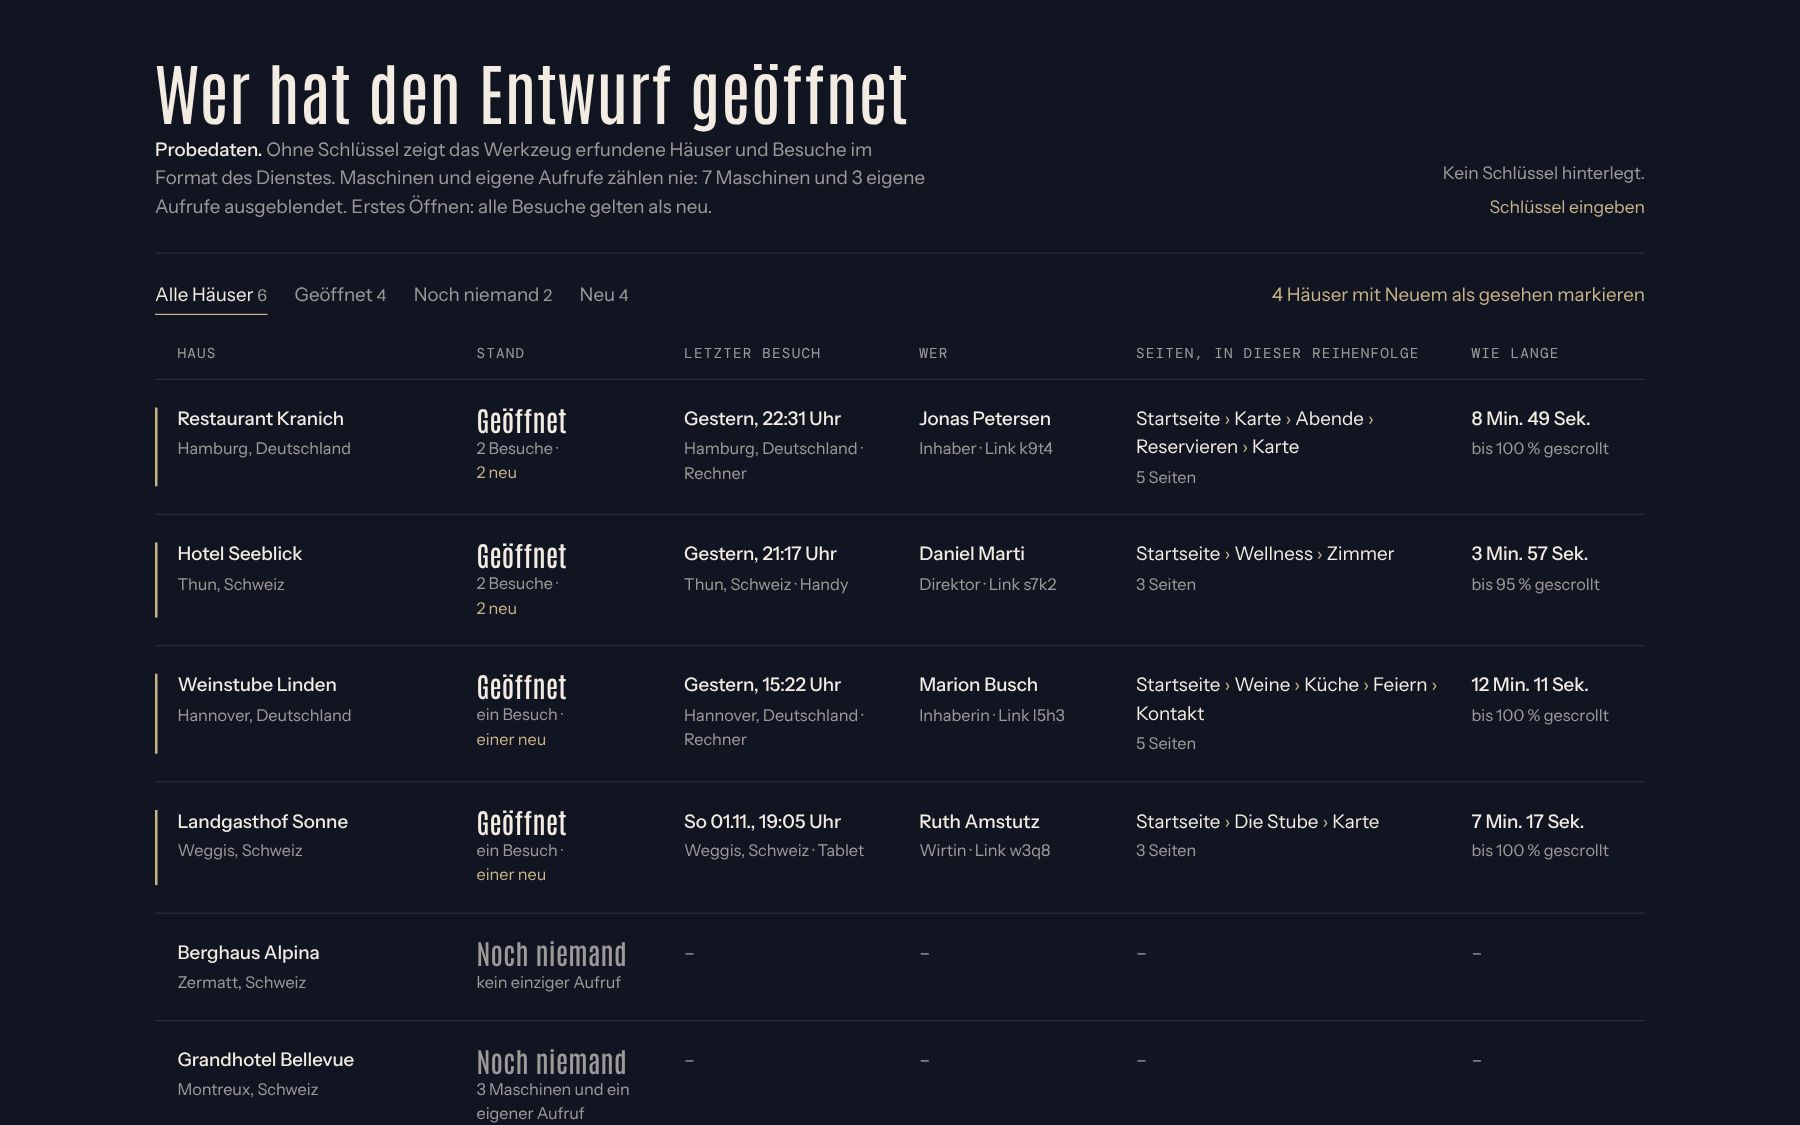 Wer hat den Entwurf geöffnet
Probedaten. Ohne Schlüssel zeigt das Werkzeug erfundene Häuser und Besuche im
Format des Dienstes. Maschinen und eigene Aufrufe zählen nie: 7 Maschinen und 3 eigene
Aufrufe ausgeblendet. Erstes Öffnen: alle Besuche gelten als neu.
Kein Schlüssel hinterlegt.
Schlüssel eingeben
Alle Häuser 6 Geöffnet 4 Noch niemand 2 Neu 4
4 Häuser mit Neuem als gesehen markieren
HAUS STAND LETZTER BESUCH WER SEITEN, IN DIESER REIHENFOLGE WIE LANGE
Restaurant Kranich
Hamburg, Deutschland
Geöffnet
2 Besuche ·
2 neu
Gestern, 22:31 Uhr
Hamburg, Deutschland ·
Rechner
Jonas Petersen
Inhaber · Link k9t4
Startseite › Karte › Abende ›
Reservieren › Karte
5 Seiten
8 Min. 49 Sek.
bis 100 % gescrollt
Hotel Seeblick
Thun, Schweiz
Geöffnet
2 Besuche ·
2 neu
Gestern, 21:17 Uhr
Thun, Schweiz · Handy
Daniel Marti
Direktor · Link s7k2
Startseite › Wellness › Zimmer
3 Seiten
3 Min. 57 Sek.
bis 95 % gescrollt
Weinstube Linden
Hannover, Deutschland
Geöffnet
ein Besuch ·
einer neu
Gestern, 15:22 Uhr
Hannover, Deutschland ·
Rechner
Marion Busch
Inhaberin · Link l5h3
Startseite › Weine › Küche › Feiern ›
Kontakt
5 Seiten
12 Min. 11 Sek.
bis 100 % gescrollt
Landgasthof Sonne
Weggis, Schweiz
Geöffnet
ein Besuch ·
einer neu
So 01.11., 19:05 Uhr
Weggis, Schweiz · Tablet
Ruth Amstutz
Wirtin · Link w3q8
Startseite › Die Stube › Karte
3 Seiten
7 Min. 17 Sek.
bis 100 % gescrollt
Berghaus Alpina
Zermatt, Schweiz
Noch niemand
kein einziger Aufruf
– – – –
Grandhotel Bellevue
Montreux, Schweiz
Noch niemand
3 Maschinen und ein
eigener Aufruf
– – – –